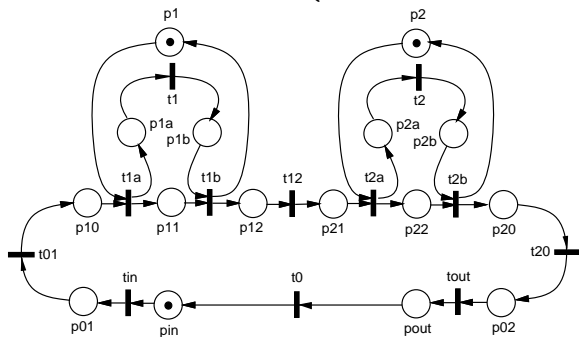 p1
p2
t1
t2
p1a
p1b
p2a
p2b
t1a
t1b
t12
t2a
t2b
p10
p11
p12
p21
p22
p20
t01
t20
tin
t0
tout
p01
pin
pout
p02